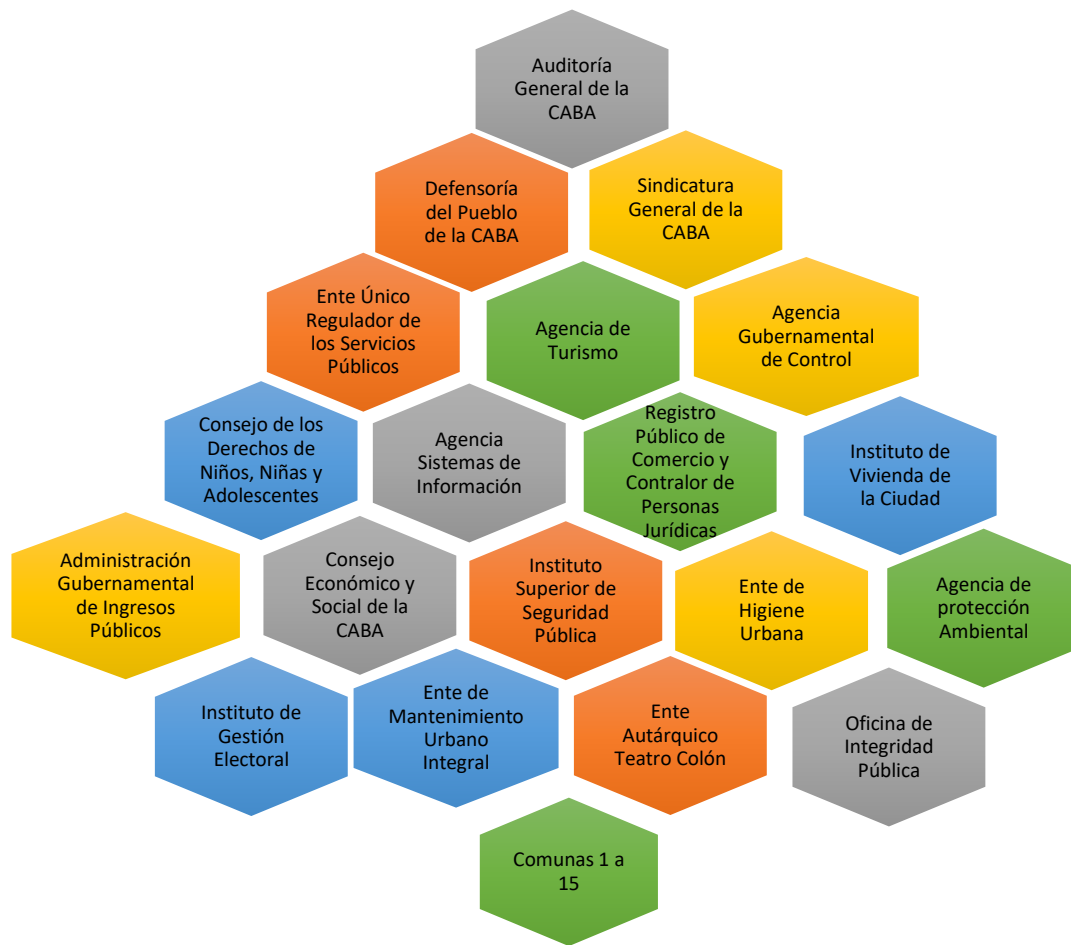 Auditoría
General de la
CABA
Defensoría
del Pueblo
de la CABA
Sindicatura
General de la
CABA
Ente Único
Regulador de
los Servicios
Públicos
Agencia de
Turismo
Agencia
Gubernamental
de Control
Consejo de los
Derechos de
Niños, Niñas y
Adolescentes
Agencia
Sistemas de
Información
Registro
Público de
Comercio y
Contralor de
Personas
Jurídicas
Instituto de
Vivienda de
la Ciudad
Administración
Gubernamental
de Ingresos
Públicos
Consejo
Económico y
Social de la
CABA
Instituto
Superior de
Seguridad
Pública
Ente de
Higiene
Urbana
Agencia de
protección
Ambiental
Instituto de
Gestión
Electoral
Ente de
Mantenimiento
Urbano
Integral
Ente
Autárquico
Teatro Colón
Oficina de
Integridad
Pública
Comunas 1 a
15